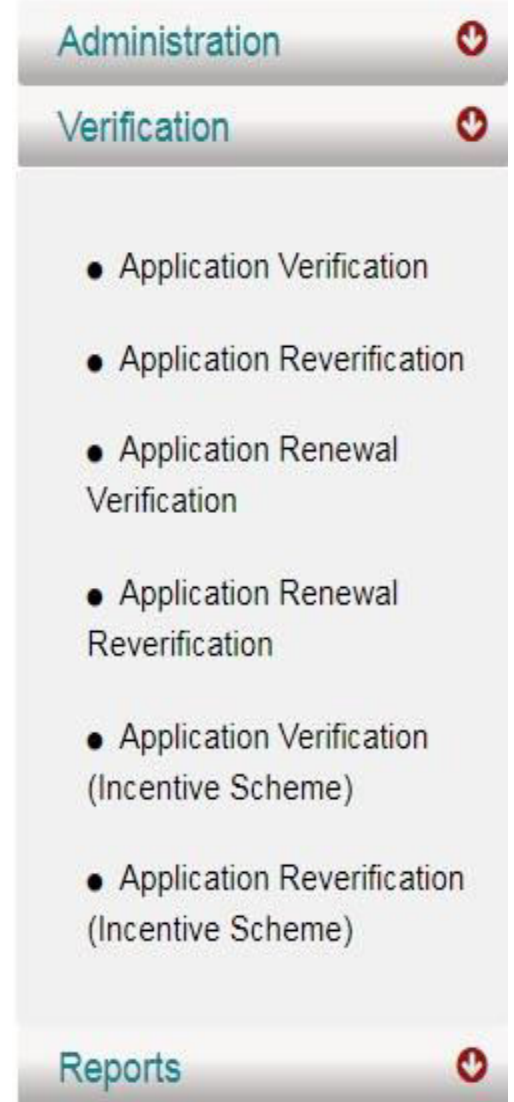 Administration
Verification
● Application Verification
● Application Reverification
● Application Renewal
Verification
● Application Renewal
Reverification
● Application Verification
(Incentive Scheme)
● Application Reverification
(Incentive Scheme)
Reports